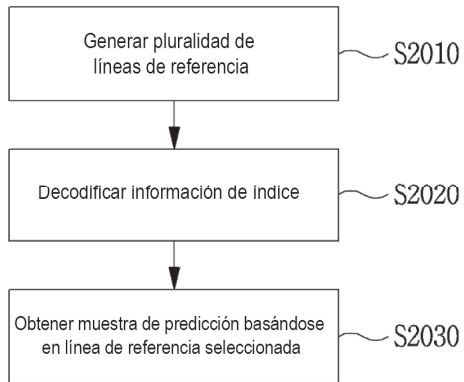 Generar pluralidad de
líneas de referencia
S2010
Decodificar información de índice
S2020
Obtener muestra de predicción basándose
en línea de referencia seleccionada
S2030